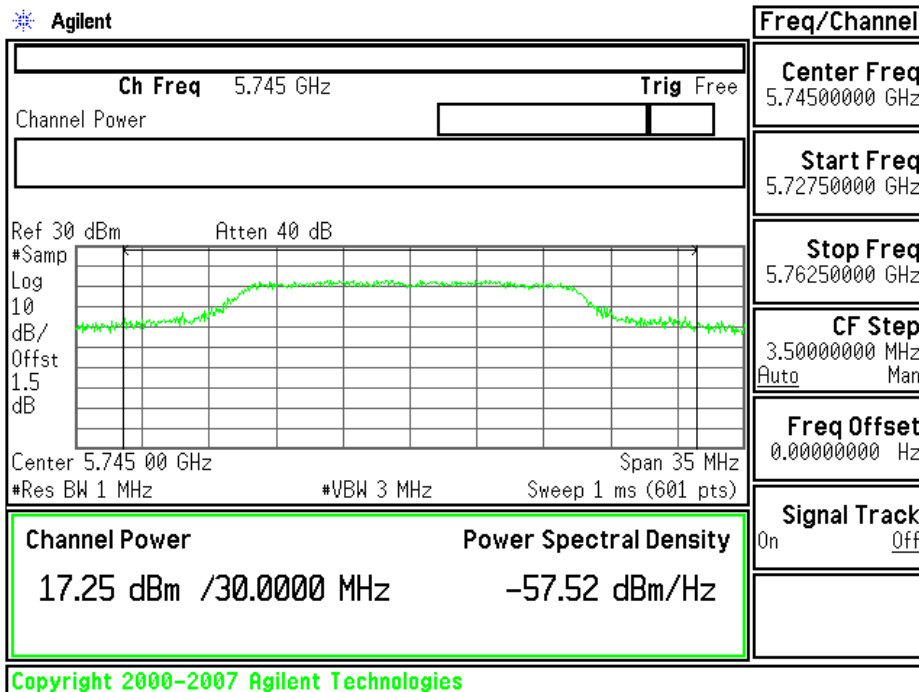 Agilent
Freq/Channel
Ch Freq 5.745 GHz Trig Free
Channel Power
Ref 30 dBm Atten 40 dB
#Samp
Log
10
dB/
Offst
1.5
dB
Center 5.745 00 GHz Span 35 MHz
#Res BW 1 MHz #VBW 3 MHz Sweep 1 ms (601 pts)
Channel Power Power Spectral Density
17.25 dBm /30.0000 MHz -57.52 dBm/Hz
Center Freq
5.74500000 GHz
Start Freq
5.72750000 GHz
Stop Freq
5.76250000 GHz
CF Step
3.50000000 MHz
Auto Man
Freq Offset
0.00000000 Hz
Signal Track
On Off
Copyright 2000-2007 Agilent Technologies